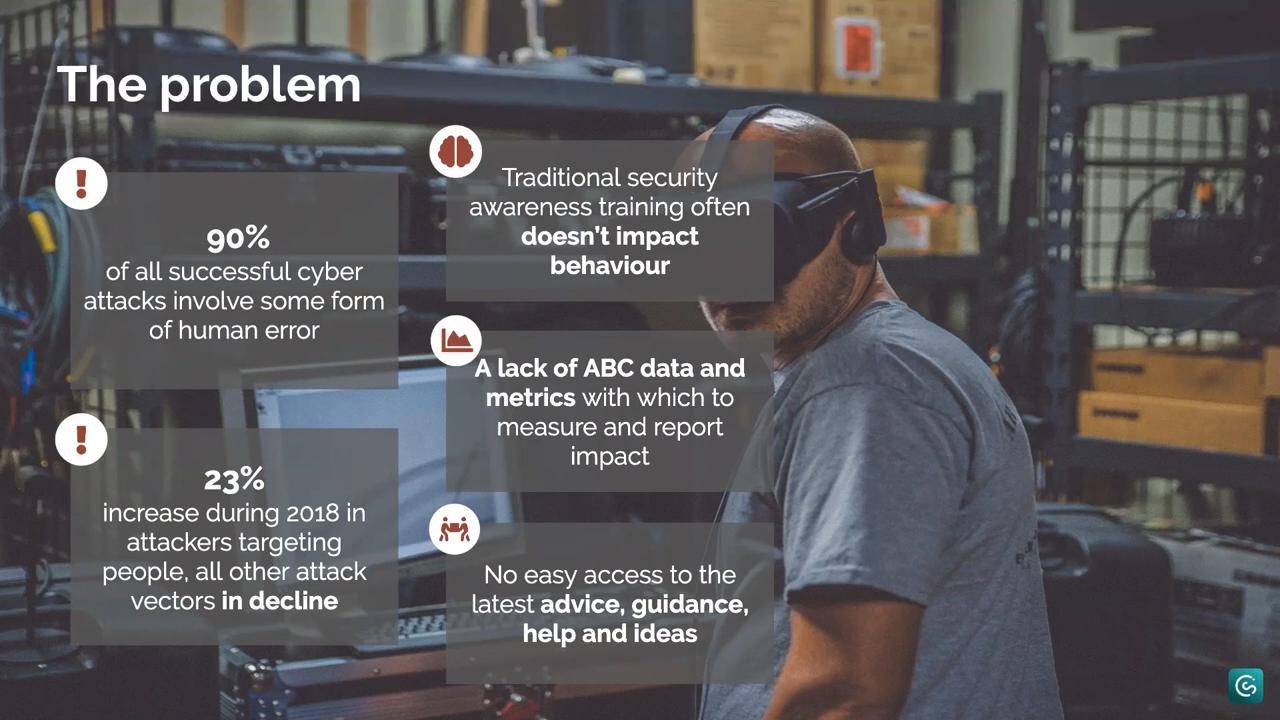 The problem
90%
of all successful cyber
attacks involve some form
of human error
23%
increase during 2018 in
attackers targeting
people, all other attack
vectors in decline
Traditional security
awareness training often
doesn’t impact
behaviour
A lack of ABC data and
metrics with which to
measure and report
impact
No easy access to the
latest advice, guidance,
help and ideas